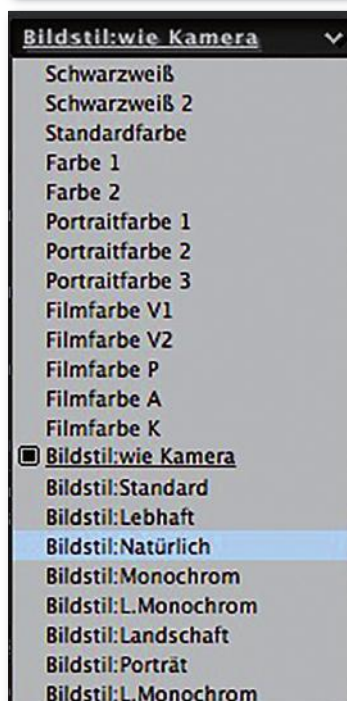 Bildstil:wie Kamera
Schwarzweiß
Schwarzweiß 2
Standardfarbe
Farbe 1
Farbe 2
Portraitfarbe 1
Portraitfarbe 2
Portraitfarbe 3
Filmfarbe V1
Filmfarbe V2
Filmfarbe P
Filmfarbe A
Filmfarbe K
Bildstil:wie Kamera
Bildstil:Standard
Bildstil:Lebhaft
Bildstil:Natürlich
Bildstil:Monochrom
Bildstil:L.Monochrom
Bildstil:Landschaft
Bildstil:Porträt
Bildstil:L.Monochrom